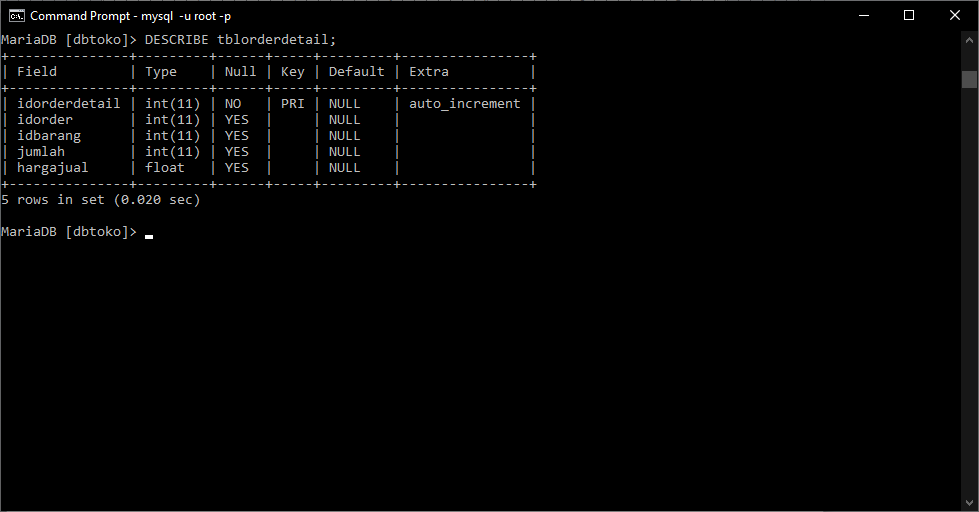 Command Prompt - mysql -u root -p
MariaDB [dbtoko]> DESCRIBE tblorderdetail;
+---------------+---------+------+-----+---------+----------------+
| Field         | Type    | Null | Key | Default | Extra          |
+---------------+---------+------+-----+---------+----------------+
| idorderdetail | int(11) | NO   | PRI | NULL    | auto_increment |
| idorder       | int(11) | YES  |     | NULL    |                |
| idbarang      | int(11) | YES  |     | NULL    |                |
| jumlah        | int(11) | YES  |     | NULL    |                |
| hargajual     | float   | YES  |     | NULL    |                |
+---------------+---------+------+-----+---------+----------------+
5 rows in set (0.020 sec)
MariaDB [dbtoko]>